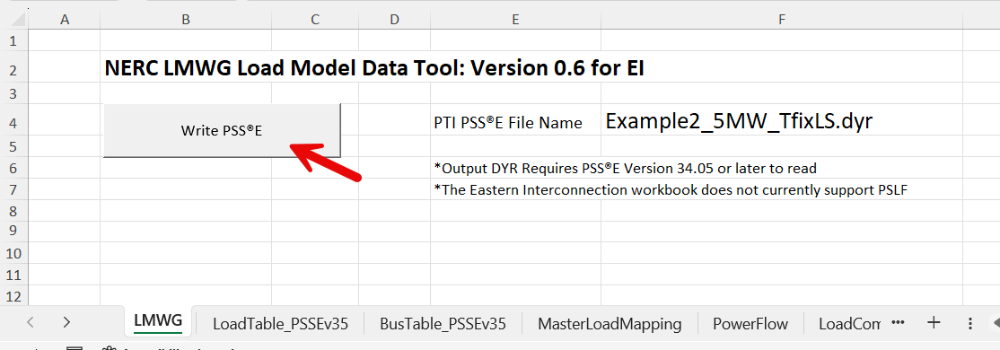 A B C D E F
1
2 NERC LMWG Load Model Data Tool: Version 0.6 for EI
3
4 Write PSS®E PTI PSS®E File Name Example2_5MW_TfixLS.dyr
5
6 *Output DYR Requires PSS®E Version 34.05 or later to read
7 *The Eastern Interconnection workbook does not currently support PSLF
8
9
10
11
12
LMWG LoadTable_PSSEv35 BusTable_PSSEv35 MasterLoadMapping PowerFlow LoadCom